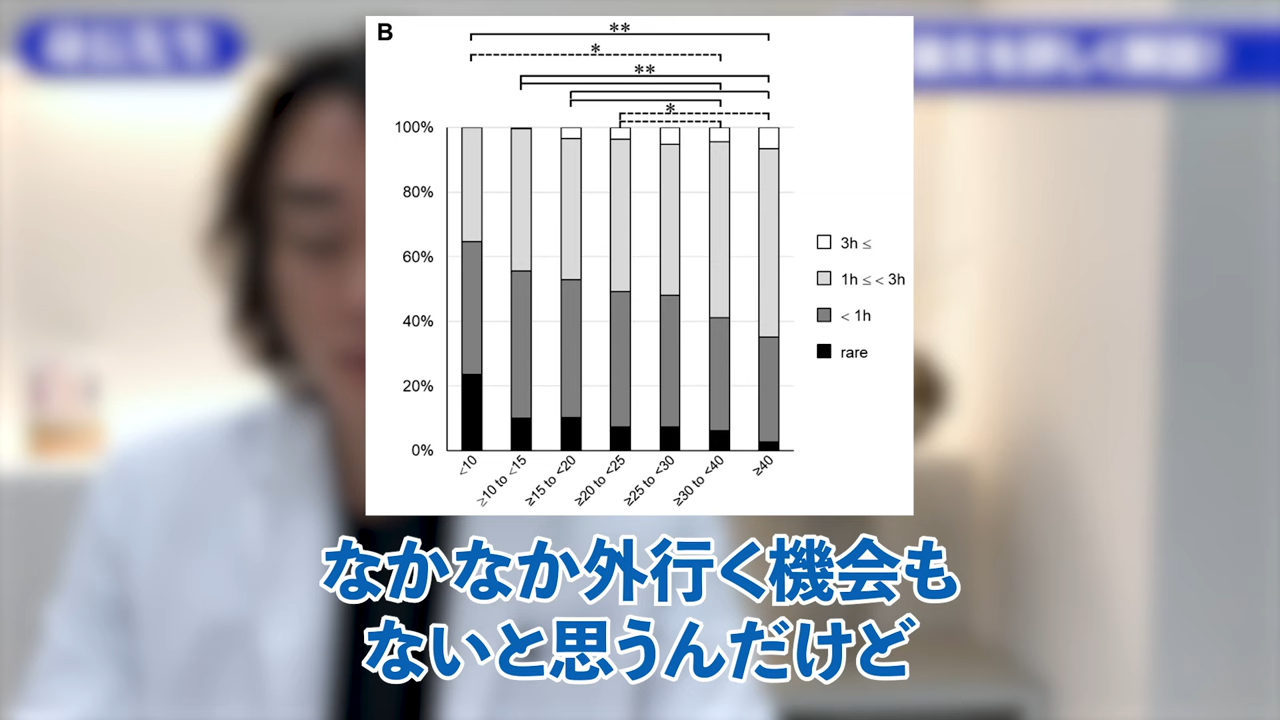 B
**
*
**
*
100%
80%
60%
40%
20%
0%
<10
≥10 to <15
≥15 to <20
≥20 to <25
≥25 to <30
≥30 to <40
≥40
3h ≤
1h ≤ < 3h
< 1h
rare
なかなか外行く機会も
ないと思うんだけど